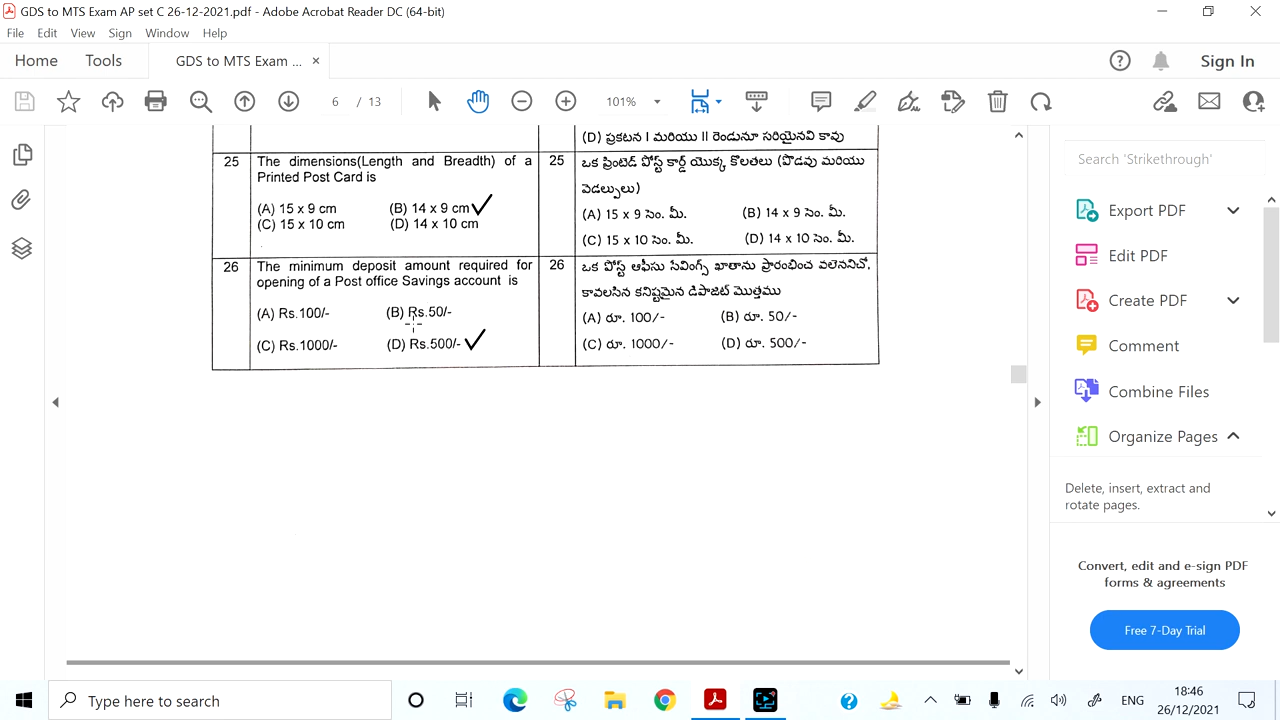 GDS to MTS Exam AP set C 26-12-2021.pdf - Adobe Acrobat Reader DC (64-bit)
File Edit View Sign Window Help
Home Tools GDS to MTS Exam ... × Sign In
6 / 13 101%
(D) ప్రకటన I మరియు II రెండునూ సరియైనవి కావు
25 The dimensions(Length and Breadth) of a
Printed Post Card is
(A) 15 x 9 cm (B) 14 x 9 cm
(C) 15 x 10 cm (D) 14 x 10 cm
25 ఒక ప్రింటెడ్ పోస్ట్ కార్డ్ యొక్క కొలతలు (పొడవు మరియు
వెడల్పులు)
(A) 15 x 9 సెం. మీ. (B) 14 x 9 సెం. మీ.
(C) 15 x 10 సెం. మీ. (D) 14 x 10 సెం. మీ.
26 The minimum deposit amount required for
opening of a Post office Savings account is
(A) Rs.100/- (B) Rs.50/-
(C) Rs.1000/- (D) Rs.500/-
26 ఒక పోస్ట్ ఆఫీసు సేవింగ్స్ ఖాతాను ప్రారంభించ వలెననిచో,
కావలసిన కనిష్టమైన డిపాజిట్ మొత్తము
(A) రూ. 100/- (B) రూ. 50/-
(C) రూ. 1000/- (D) రూ. 500/-
Search 'Strikethrough'
Export PDF
Edit PDF
Create PDF
Comment
Combine Files
Organize Pages
Delete, insert, extract and
rotate pages.
Convert, edit and e-sign PDF
forms & agreements
Free 7-Day Trial
Type here to search
ENG
18:46
26/12/2021